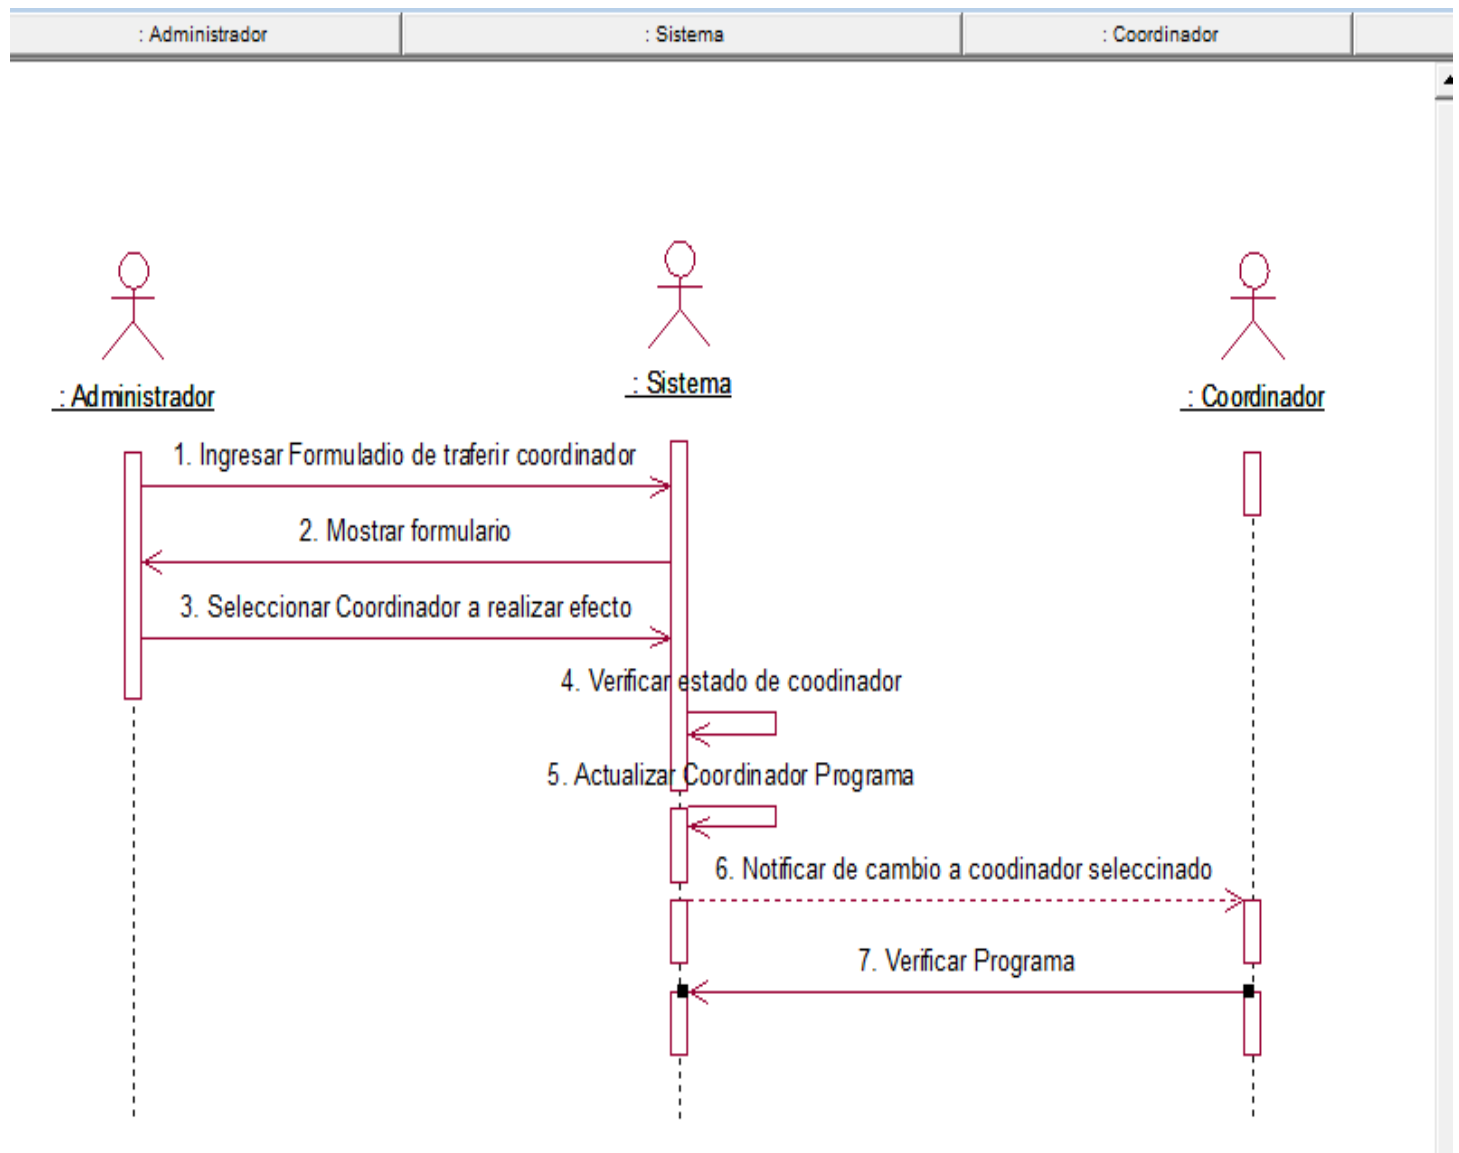 : Administrador
: Sistema
: Coordinador
: Administrador
: Sistema
: Coordinador
1. Ingresar Formuladio de traferir coordinador
2. Mostrar formulario
3. Seleccionar Coordinador a realizar efecto
4. Verificar estado de coodinador
5. Actualizar Coordinador Programa
6. Notificar de cambio a coodinador seleccinado
7. Verificar Programa